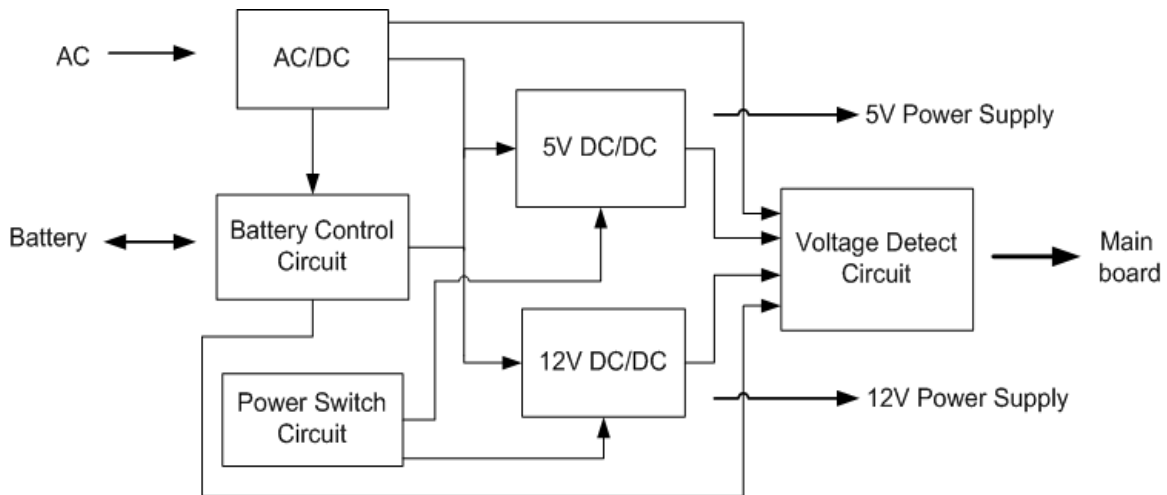 AC
AC/DC
5V DC/DC
5V Power Supply
Battery
Battery Control
Circuit
Voltage Detect
Circuit
Main
board
12V DC/DC
Power Switch
Circuit
12V Power Supply